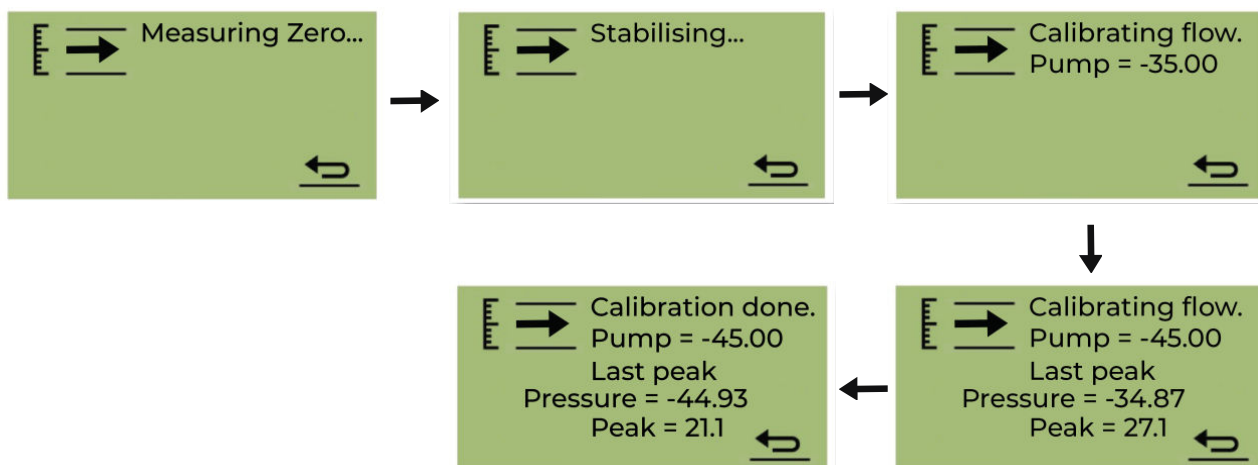 Measuring Zero...
Stabilising...
Calibrating flow.
Pump = -35.00
Calibrating flow.
Pump = -45.00
Last peak
Pressure = -34.87
Peak = 27.1
Calibration done.
Pump = -45.00
Last peak
Pressure = -44.93
Peak = 21.1